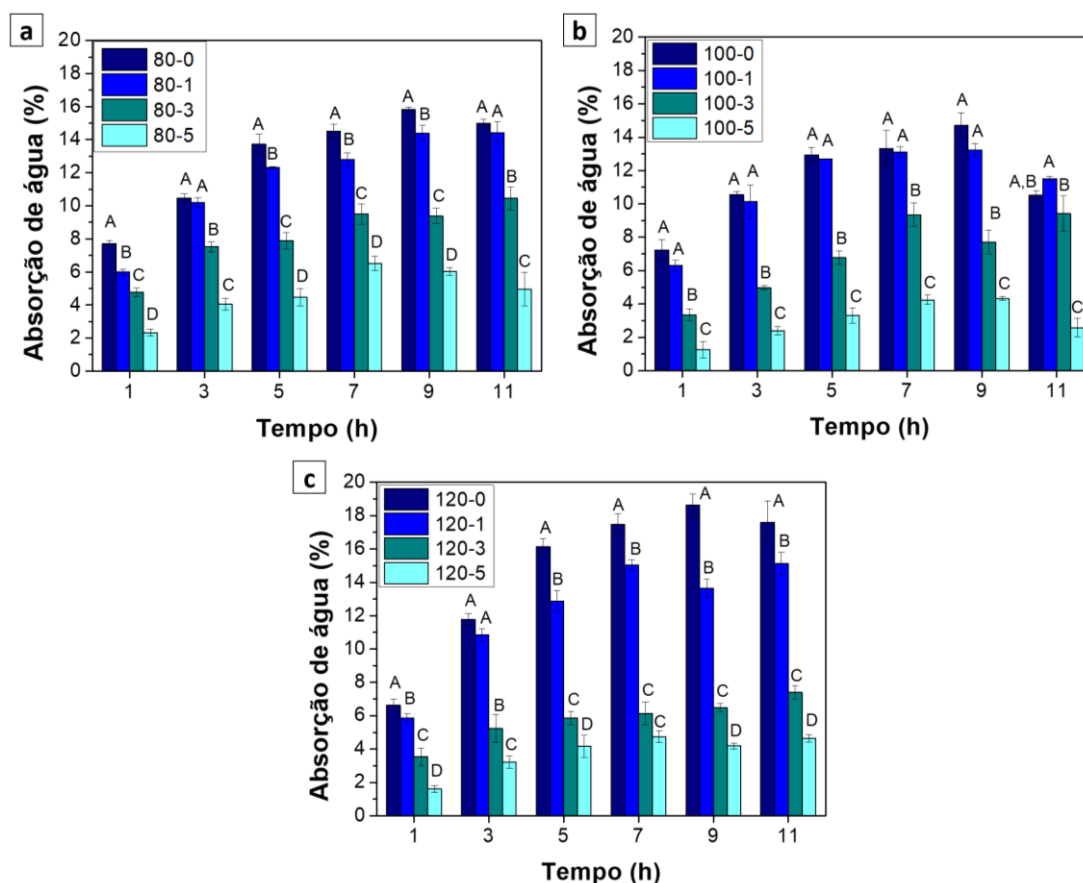 a
Absorção de água (%)
20
18
16
14
12
10
8
6
4
2
0
80-0
80-1
80-3
80-5
A B C D
A A B C
A B C C
A B C D
A B C D
A A B C
1 3 5 7 9 11
Tempo (h)
b
Absorção de água (%)
20
18
16
14
12
10
8
6
4
2
0
100-0
100-1
100-3
100-5
A A B C
A A B C
A A B C
A A B C
A A B C
A,B A B C
1 3 5 7 9 11
Tempo (h)
c
Absorção de água (%)
20
18
16
14
12
10
8
6
4
2
0
120-0
120-1
120-3
120-5
A B C D
A A B C
A B C D
A B C C
A B C D
A B C D
1 3 5 7 9 11
Tempo (h)